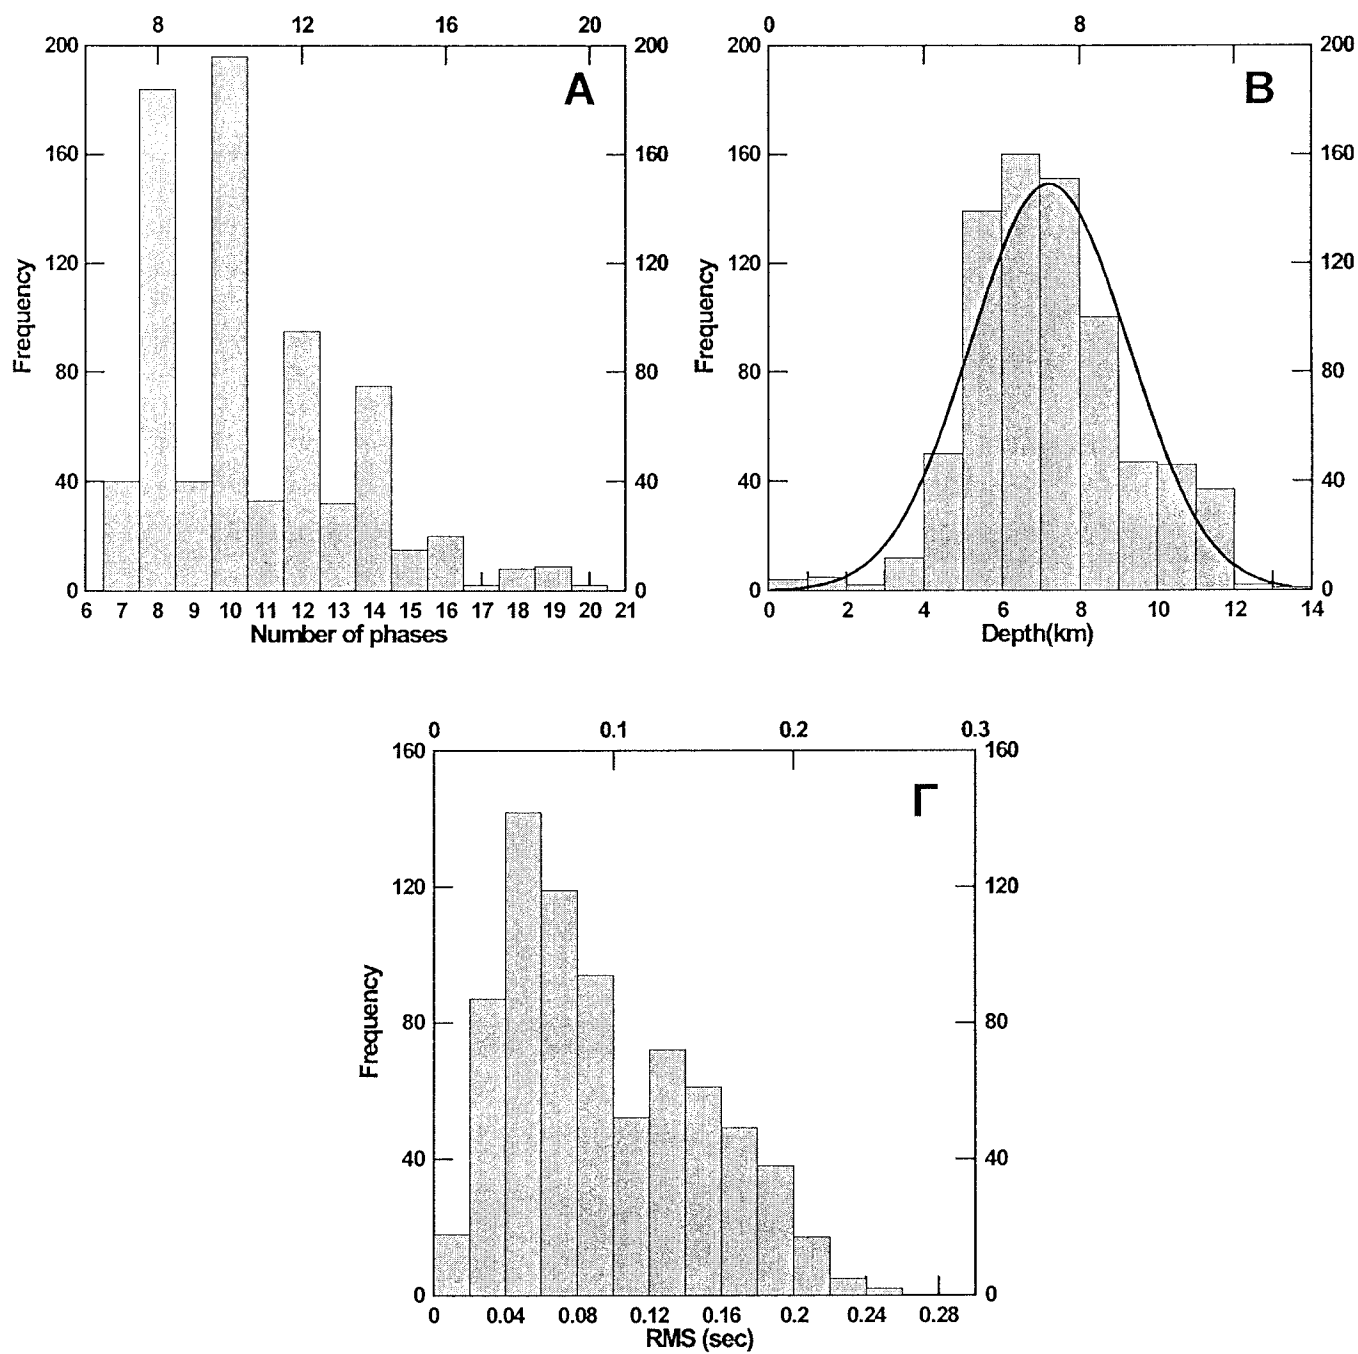 8 12 16 20
200 200
A
160 160
120 120
Frequency
80 80
40 40
0 0
6 7 8 9 10 11 12 13 14 15 16 17 18 19 20 21
Number of phases
0 8
200 200
B
160 160
120 120
Frequency
80 80
40 40
0 0
0 2 4 6 8 10 12 14
Depth(km)
0 0.1 0.2 0.3
160 160
Γ
120 120
Frequency
80 80
40 40
0 0
0 0.04 0.08 0.12 0.16 0.2 0.24 0.28
RMS (sec)